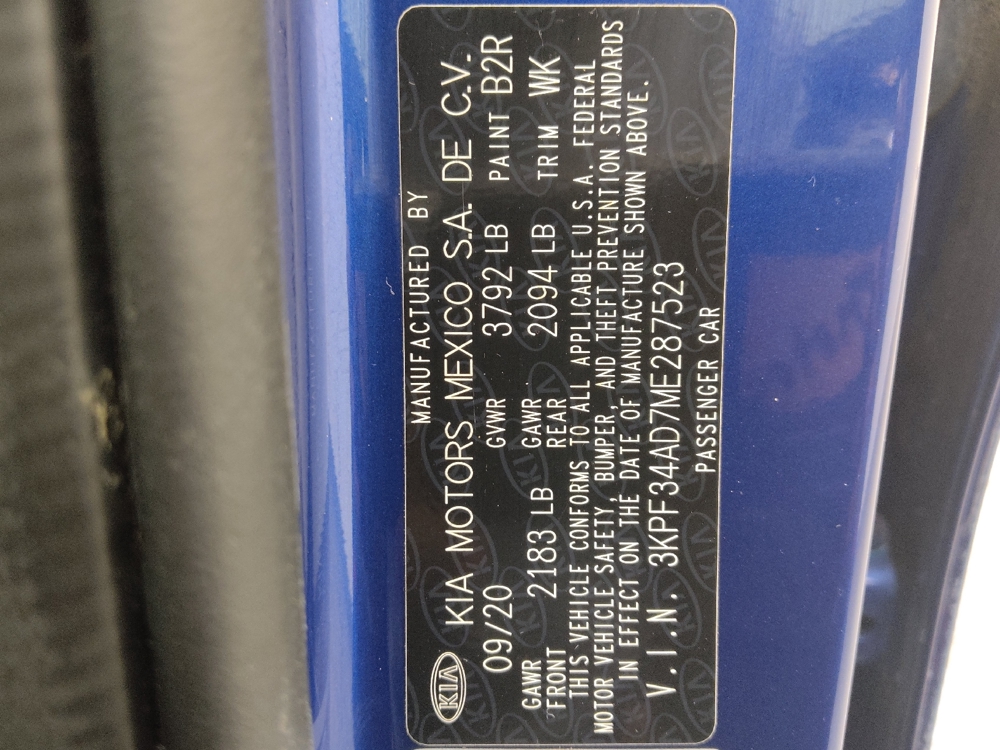 MANUFACTURED BY
KIA KIA MOTORS MEXICO S.A. DE C.V.
09/20 GVWR 3792 LB PAINT B2R
GAWR FRONT 2183 LB GAWR REAR 2094 LB TRIM WK
THIS VEHICLE CONFORMS TO ALL APPLICABLE U.S.A. FEDERAL
MOTOR VEHICLE SAFETY, BUMPER, AND THEFT PREVENTION STANDARDS
IN EFFECT ON THE DATE OF MANUFACTURE SHOWN ABOVE.
V.I.N. 3KPF34AD7ME287523
PASSENGER CAR